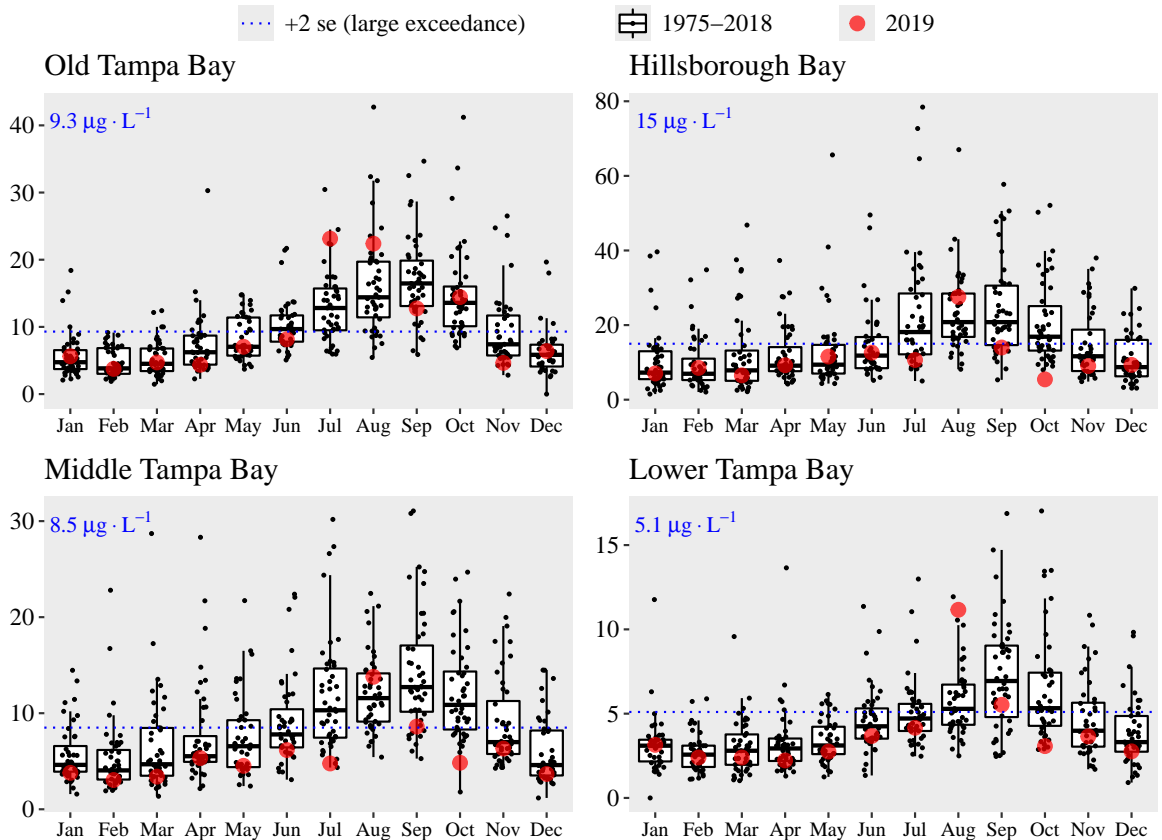 +2 se (large exceedance) 1975–2018 2019
Old Tampa Bay
9.3 μg · L⁻¹
40
30
20
10
0
Jan Feb Mar Apr May Jun Jul Aug Sep Oct Nov Dec
Hillsborough Bay
15 μg · L⁻¹
80
60
40
20
0
Jan Feb Mar Apr May Jun Jul Aug Sep Oct Nov Dec
Middle Tampa Bay
8.5 μg · L⁻¹
30
20
10
0
Jan Feb Mar Apr May Jun Jul Aug Sep Oct Nov Dec
Lower Tampa Bay
5.1 μg · L⁻¹
15
10
5
0
Jan Feb Mar Apr May Jun Jul Aug Sep Oct Nov Dec